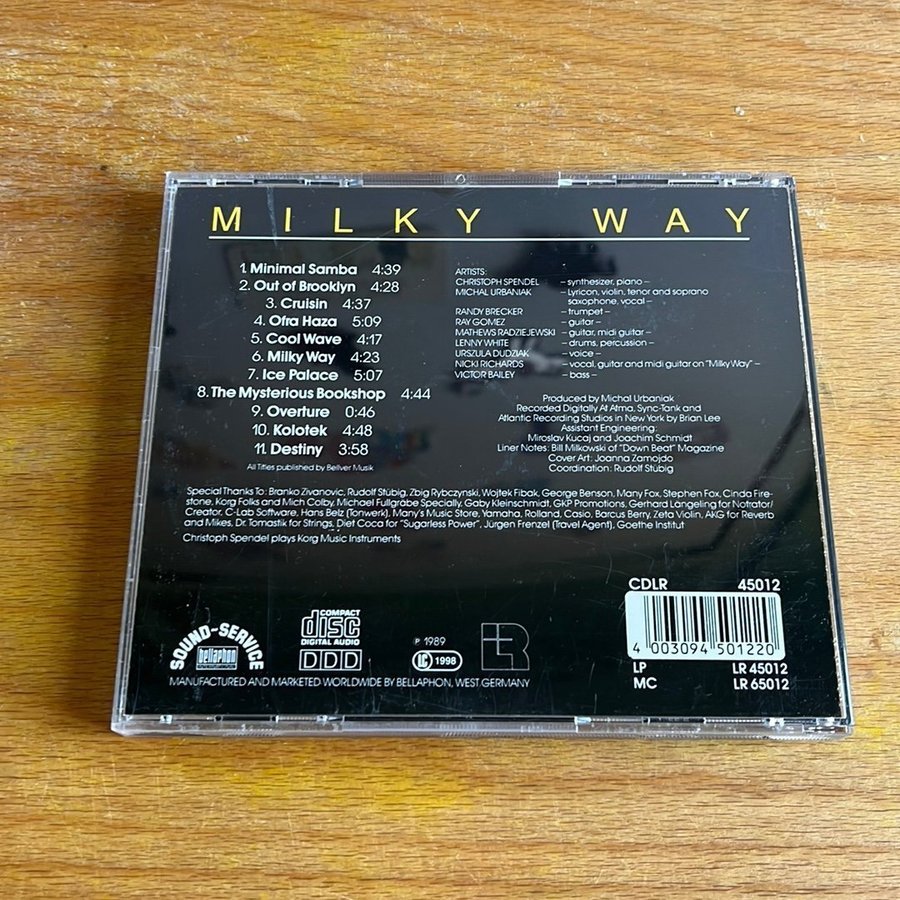 MILKY WAY
1. Minimal Samba 4:39
2. Out of Brooklyn 4:28
3. Cruisin 4:37
4. Ofra Haza 5:09
5. Cool Wave 4:17
6. Milky Way 4:23
7. Ice Palace 5:07
8. The Mysterious Bookshop 4:44
9. Overture 0:46
10. Kolotek 4:48
11. Destiny 3:58
All Titles published by Bellver Musik
ARTISTS:
CHRISTOPH SPENDEL – synthesizer, piano –
MICHAL URBANIAK – Lyricon, violin, tenor and soprano
saxophone, vocal –
RANDY BRECKER – trumpet –
RAY GOMEZ – guitar –
MATHEWS RADZIEJEWSKI – guitar, midi guitar –
LENNY WHITE – drums, percussion –
URSZULA DUDZIAK – voice –
NICKI RICHARDS – vocal, guitar and midi guitar on "Milky Way" –
VICTOR BAILEY – bass –
Produced by Michal Urbaniak
Recorded Digitally At Atma, Sync-Tank and
Atlantic Recording Studios in New York by Brian Lee
Assistant Engineering:
Miroslav Kucaj and Joachim Schmidt
Liner Notes: Bill Milkowski of "Down Beat" Magazine
Cover Art: Joanna Zamojdo
Coordination: Rudolf Stübig
Special Thanks To: Branko Zivanovic, Rudolf Stübig, Zbig Rybczynski, Wojtek Fibak, George Benson, Many Fox, Stephen Fox, Cinda Fire-
stone, Korg Folks and Mich Colby, Michael Fullgrabe Specially, Gaby Kleinschmidt, GKP Promotions, Gerhard Langeling for Notator/
Creator, C-Lab Software, Hans Belz (Tonwerk), Many's Music Store, Yamaha, Rolland, Casio, Barcus Berry, Zeta Violin, AKG for Reverb
and Mikes, Dr. Tomastik for Strings, Diet Coca for "Sugarless Power", Jürgen Frenzel (Travel Agent), Goethe Institut
Christoph Spendel plays Korg Music Instruments
CDLR 45012
4 003094 501220
LP LR 45012
MC LR 65012
SOUND-SERVICE
bellaphon
COMPACT
disc
DIGITAL AUDIO
DDD
℗ 1989
LC 1998
LR
MANUFACTURED AND MARKETED WORLDWIDE BY BELLAPHON, WEST GERMANY